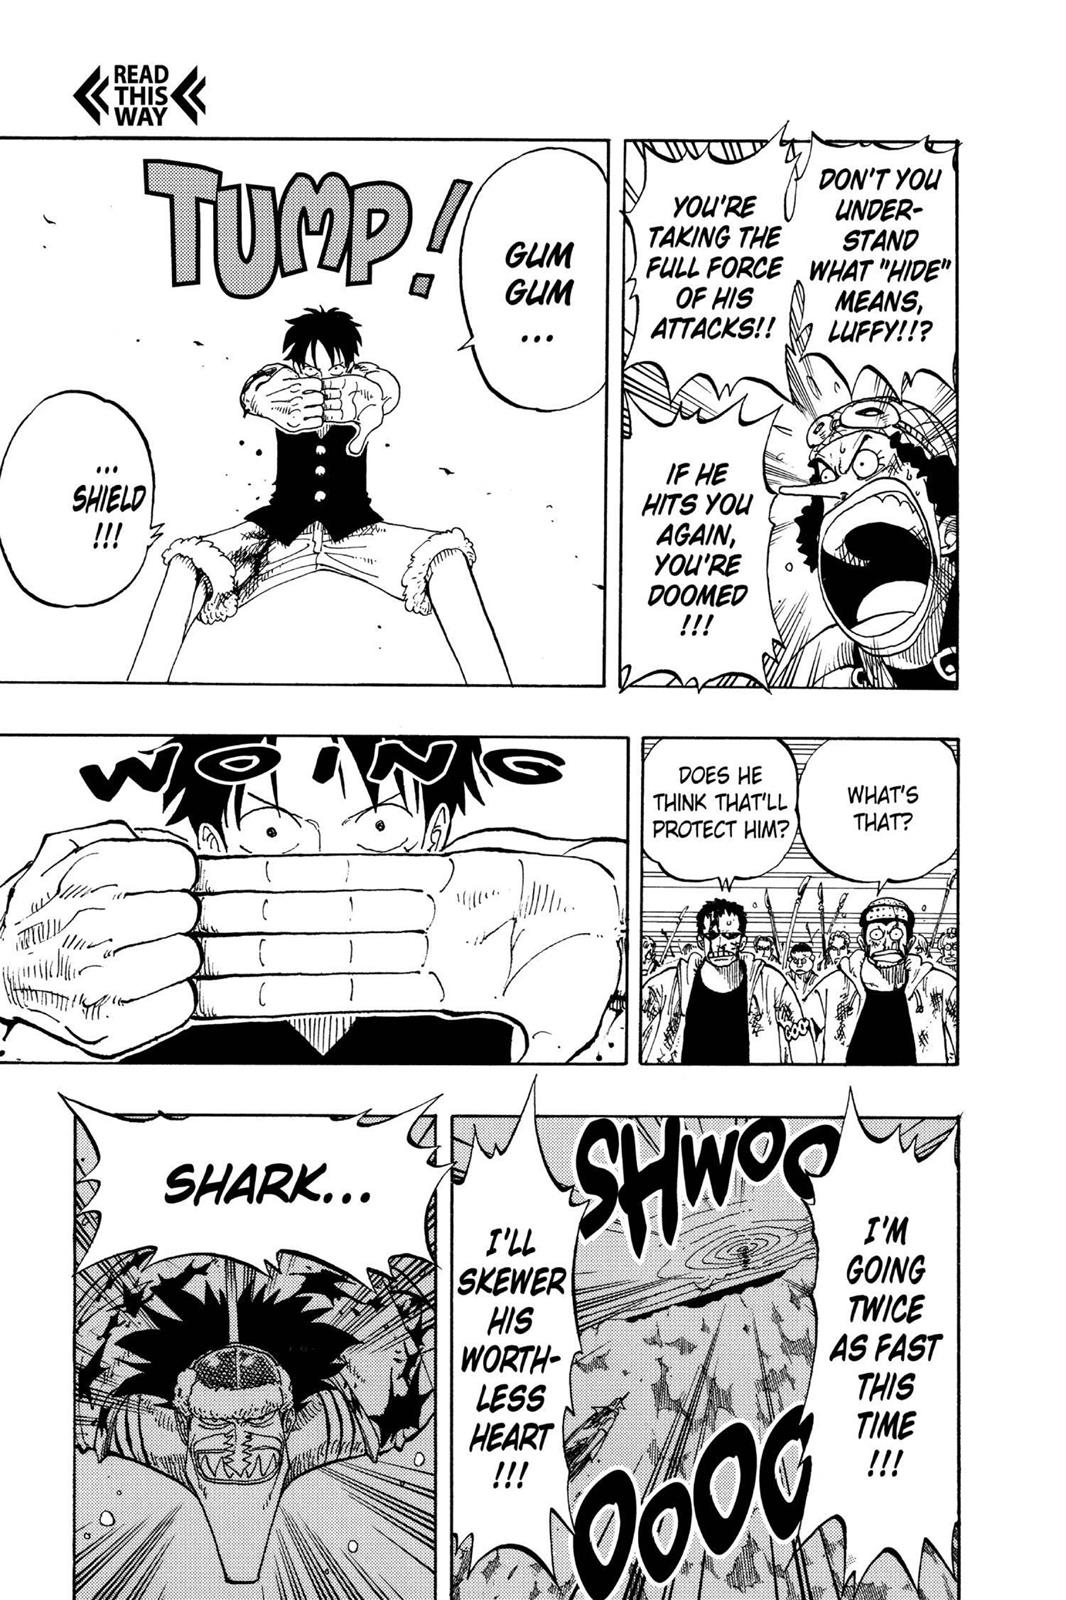 READ
THIS
WAY
DON'T YOU
UNDER-
STAND
WHAT "HIDE"
MEANS,
LUFFY!!?
YOU'RE
TAKING THE
FULL FORCE
OF HIS
ATTACKS!!
IF HE
HITS YOU
AGAIN,
YOU'RE
DOOMED
!!!
TUMP!
GUM
GUM
...
...
SHIELD
!!!
WHAT'S
THAT?
DOES HE
THINK THAT'LL
PROTECT HIM?
WOING
I'M
GOING
TWICE
AS FAST
THIS
TIME
!!!
SHWOO
OOOO
I'LL
SKEWER
HIS
WORTH-
LESS
HEART
!!!
SHARK...